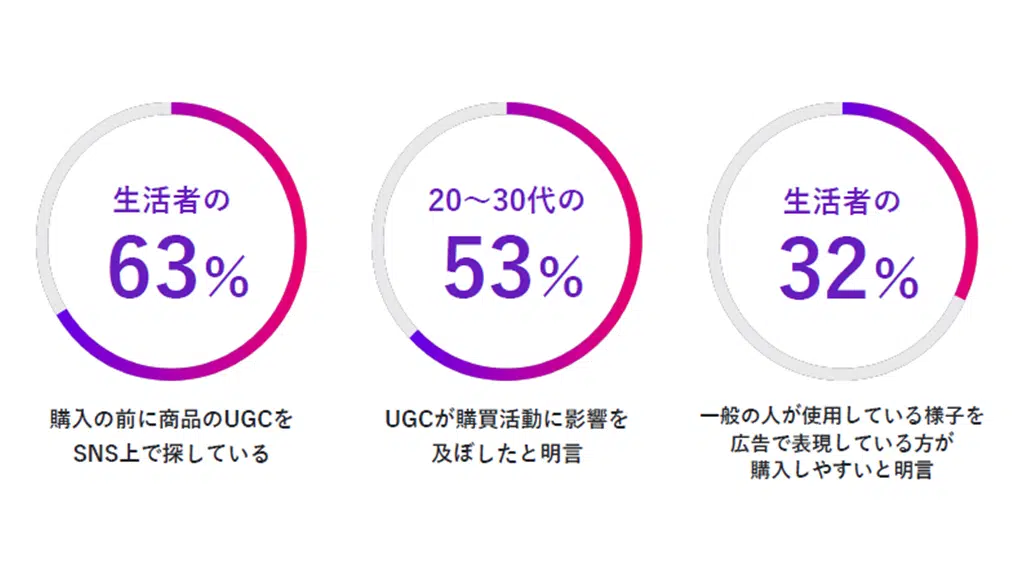 生活者の
63%
購入の前に商品のUGCを
SNS上で探している
20〜30代の
53%
UGCが購買活動に影響を
及ぼしたと明言
生活者の
32%
一般の人が使用している様子を
広告で表現している方が
購入しやすいと明言